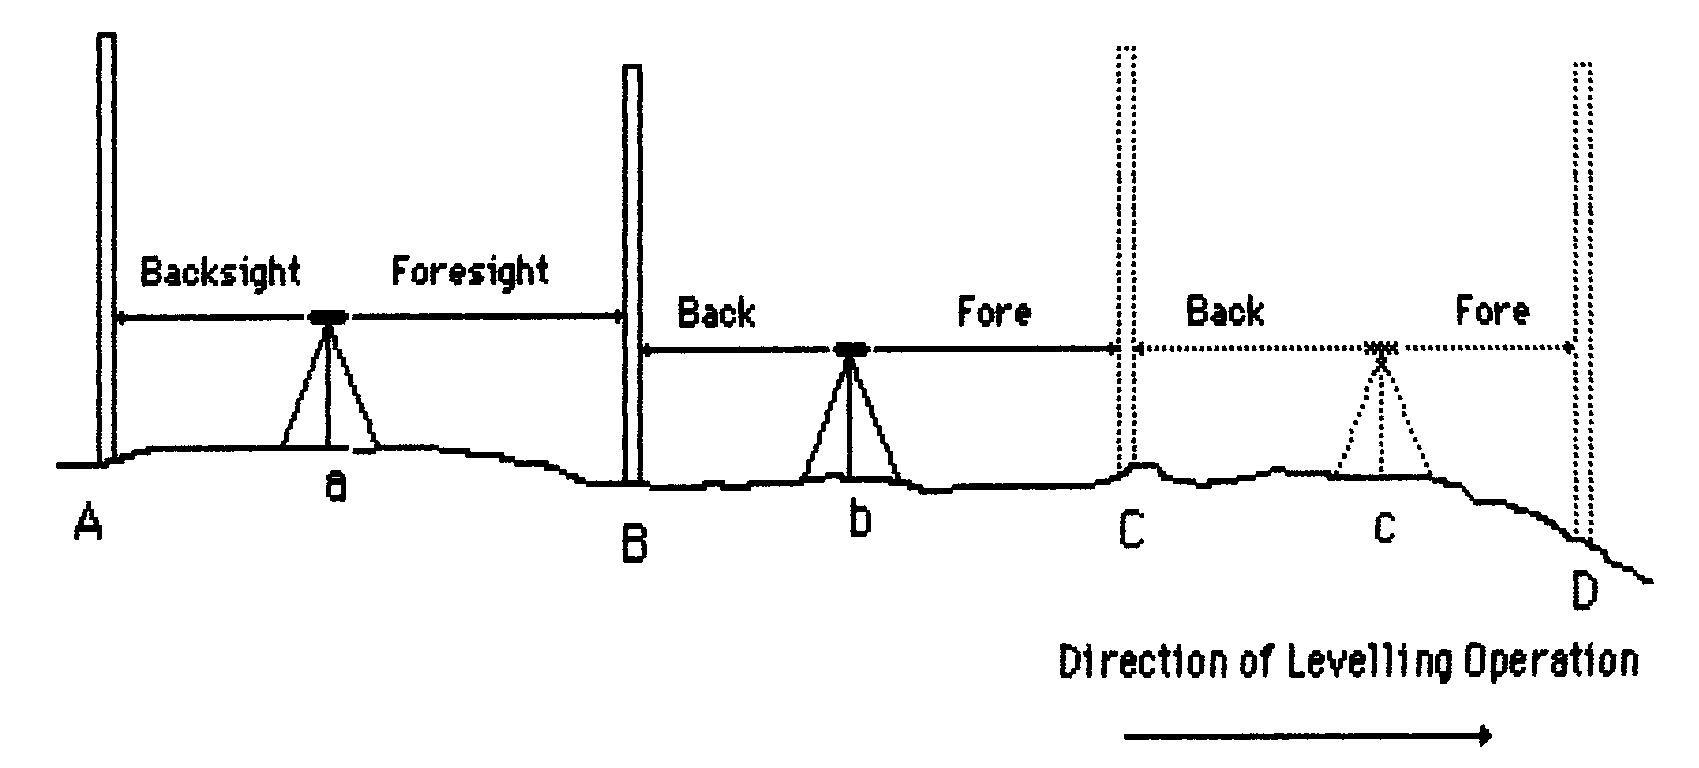 Backsight Foresight
Back Fore Back Fore
a
A b C c
B
D
Direction of Levelling Operation